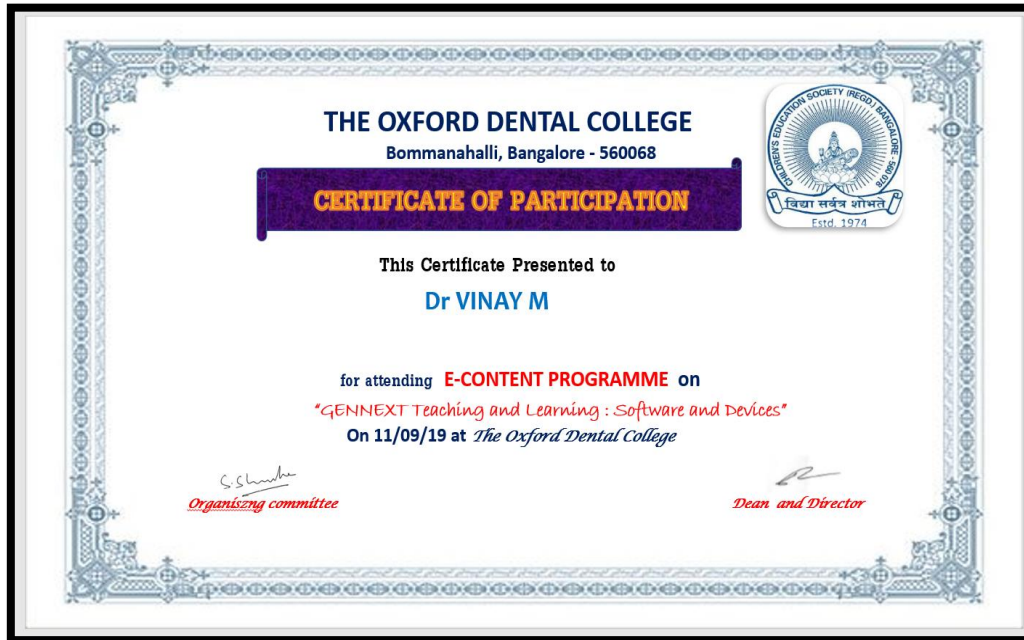 THE OXFORD DENTAL COLLEGE
Bommanahalli, Bangalore - 560068
CHILDREN'S EDUCATION SOCIETY (REGD.) BANGALORE - 560 078
विद्या सर्वत्र शोभते
Estd. 1974
CERTIFICATE OF PARTICIPATION
This Certificate Presented to
Dr VINAY M
for attending E-CONTENT PROGRAMME on
"GENNEXT Teaching and Learning : Software and Devices"
On 11/09/19 at The Oxford Dental College
Organiszng committee
Dean and Director